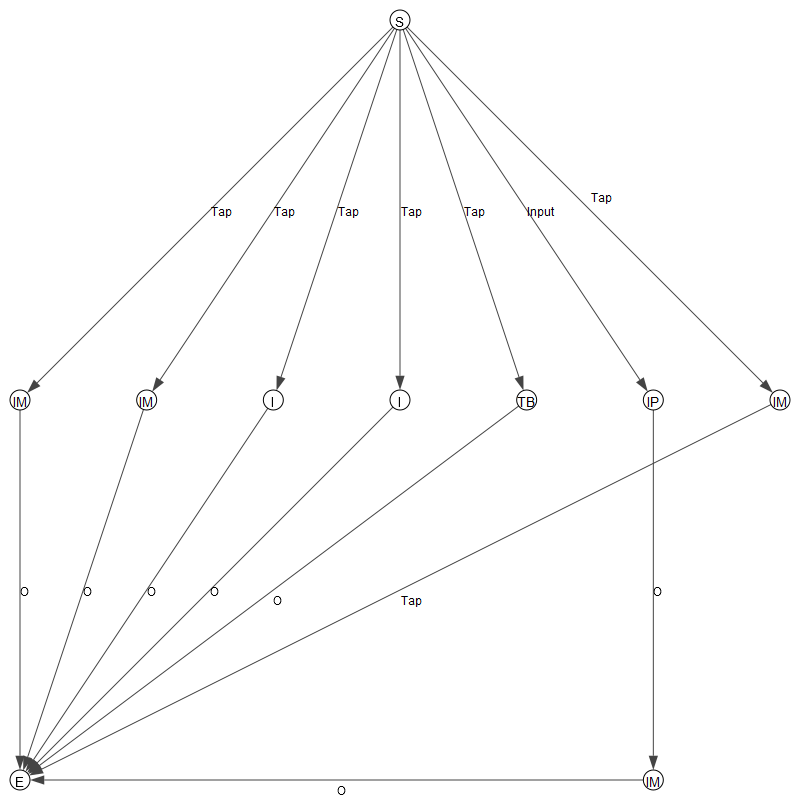 S
Tap
Tap Tap Tap Tap Tap Input
IM IM I I TB IP IM
O O O O O
O Tap
E IM
O